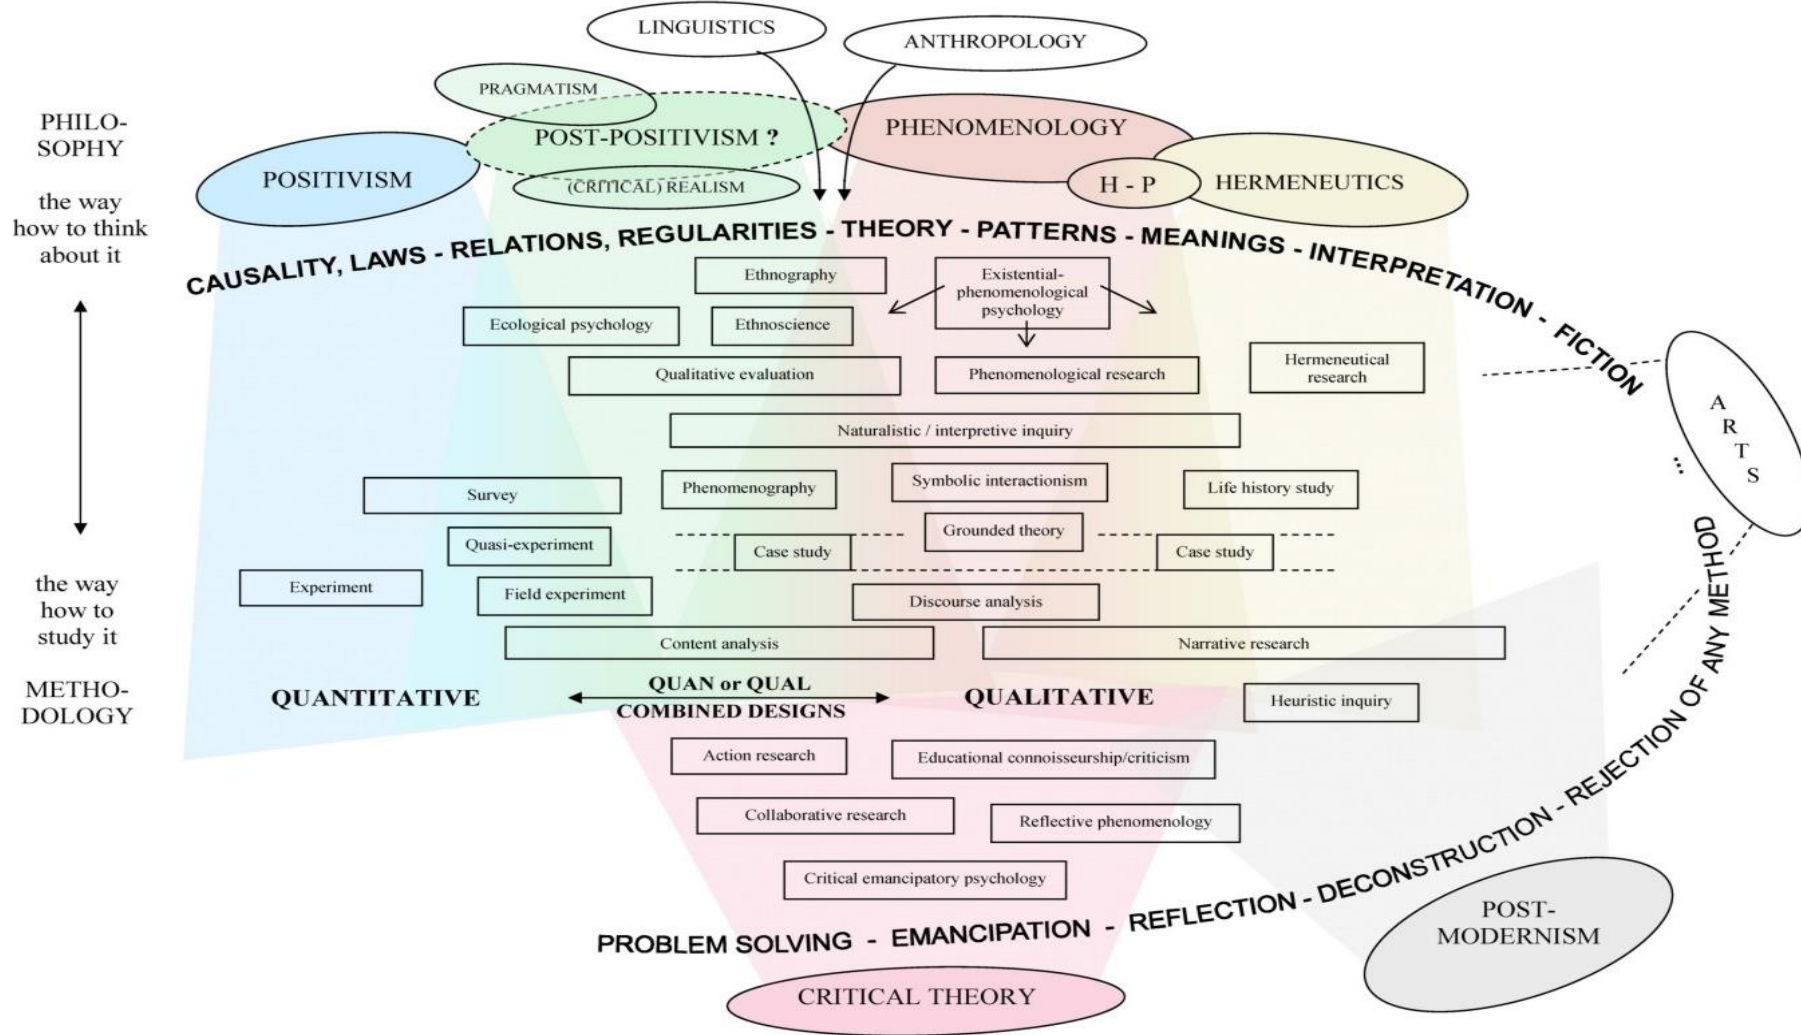 LINGUISTICS
ANTHROPOLOGY
PRAGMATISM
PHILO-
SOPHY
the way
how to think
about it
POSITIVISM
POST-POSITIVISM ?
(CRITICAL) REALISM
PHENOMENOLOGY
H - P
HERMENEUTICS
CAUSALITY, LAWS - RELATIONS, REGULARITIES - THEORY - PATTERNS - MEANINGS - INTERPRETATION - FICTION
Ethnography
Existential-
phenomenological
psychology
Ecological psychology
Ethnoscience
Qualitative evaluation
Phenomenological research
Hermeneutical
research
ARTS
...
Naturalistic / interpretive inquiry
Survey
Phenomenography
Symbolic interactionism
Life history study
Quasi-experiment
Case study
Grounded theory
Case study
Experiment
Field experiment
Discourse analysis
the way
how to
study it
Content analysis
Narrative research
METHO-
DOLOGY
QUANTITATIVE
QUAN or QUAL
COMBINED DESIGNS
QUALITATIVE
Heuristic inquiry
Action research
Educational connoisseurship/criticism
Collaborative research
Reflective phenomenology
Critical emancipatory psychology
PROBLEM SOLVING - EMANCIPATION - REFLECTION - DECONSTRUCTION - REJECTION OF ANY METHOD
POST-
MODERNISM
CRITICAL THEORY